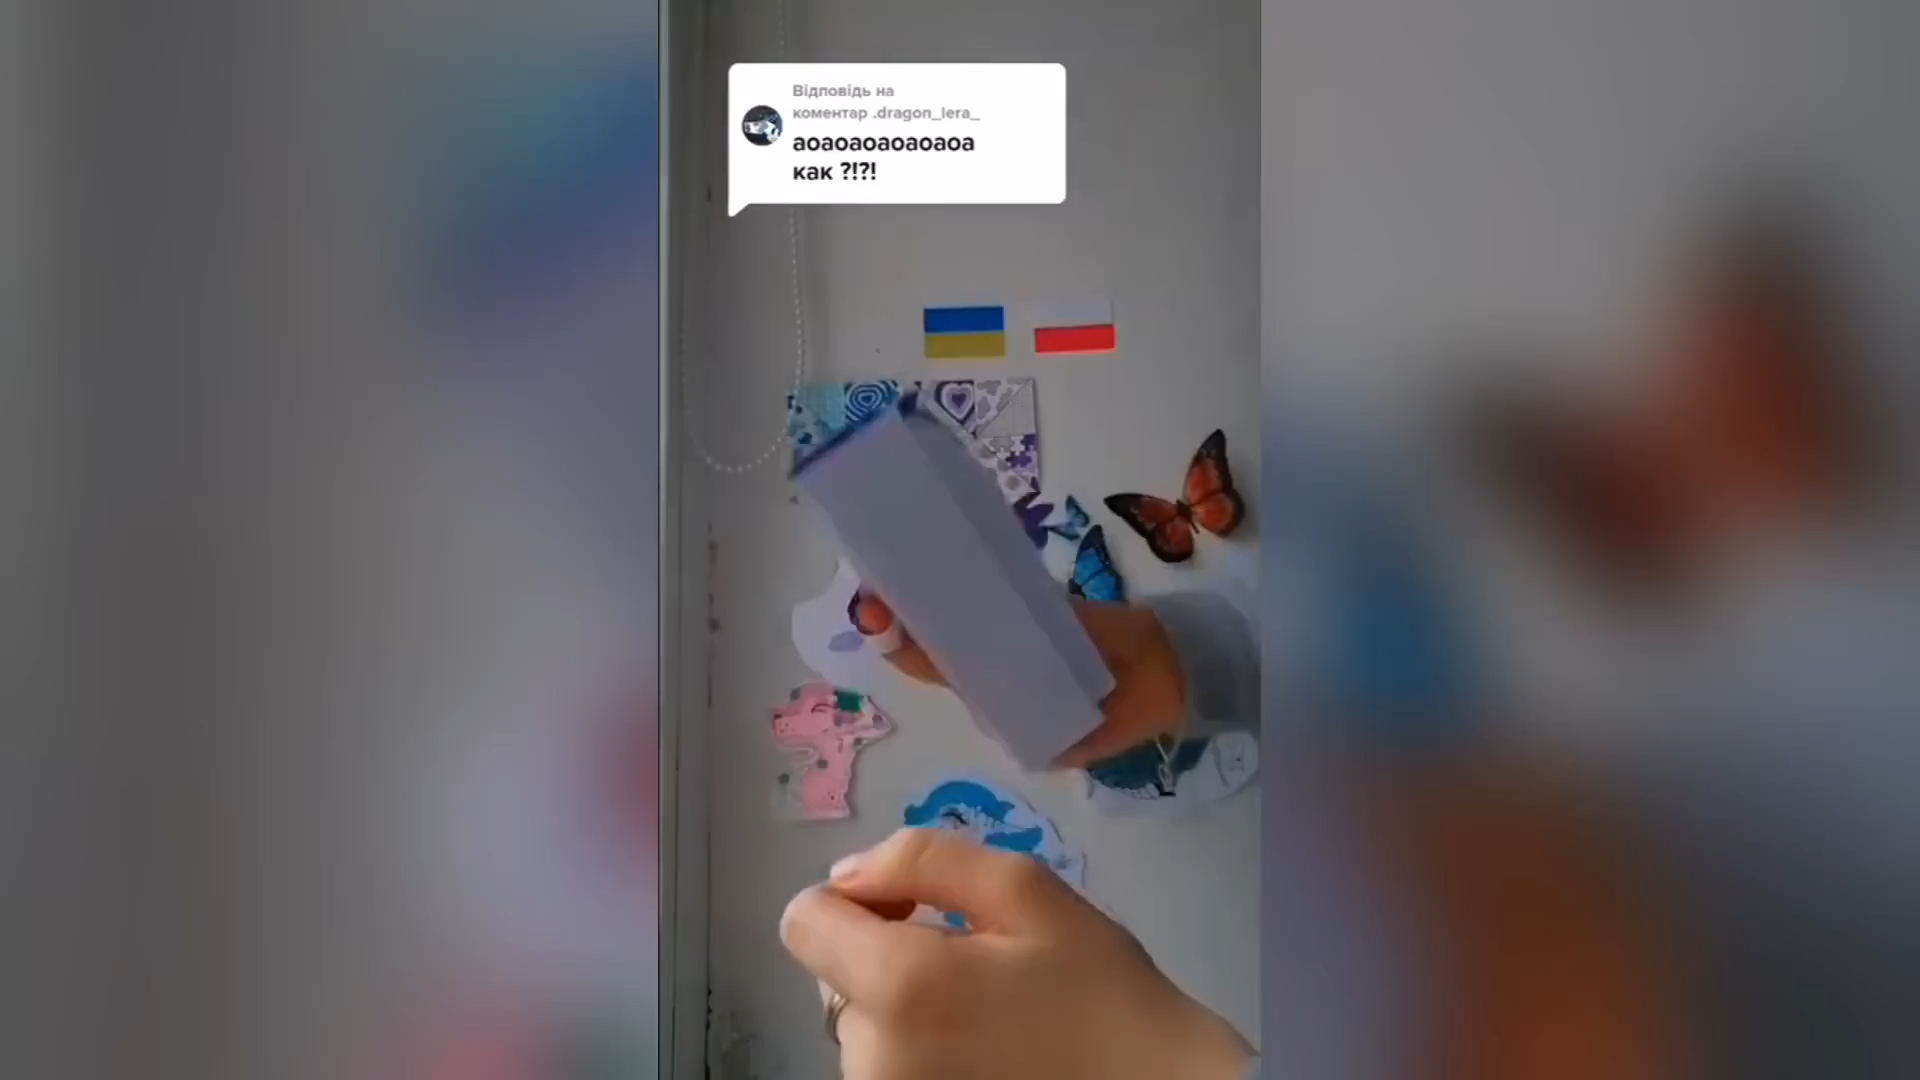 Відповідь на
коментар .dragon_lera_
аоаоаоаоаоаоа
как ?!?!